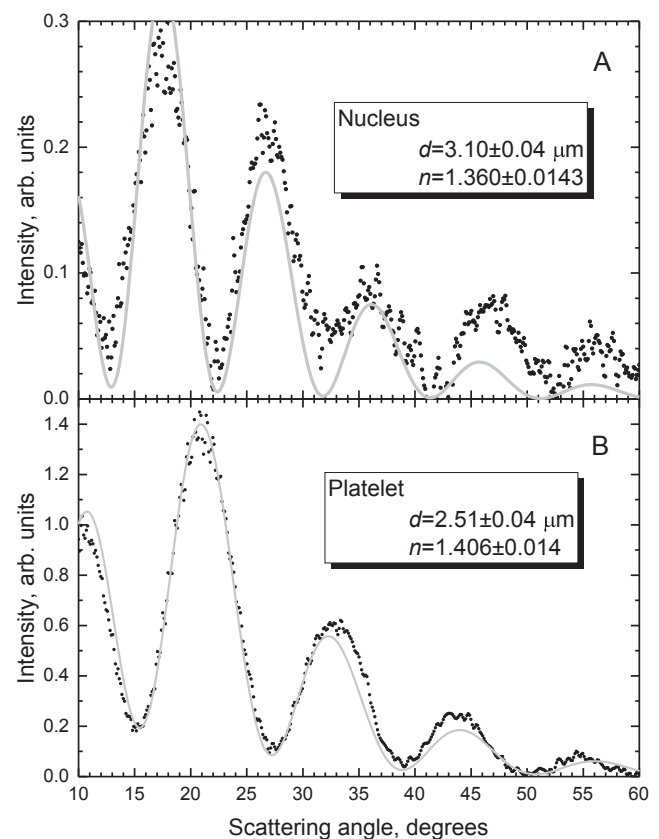 A
Nucleus
d=3.10±0.04 μm
n=1.360±0.0143
Intensity, arb. units
0.3
0.2
0.1
0.0
B
Platelet
d=2.51±0.04 μm
n=1.406±0.014
Intensity, arb. units
1.4
1.2
1.0
0.8
0.6
0.4
0.2
0.0
10 15 20 25 30 35 40 45 50 55 60
Scattering angle, degrees